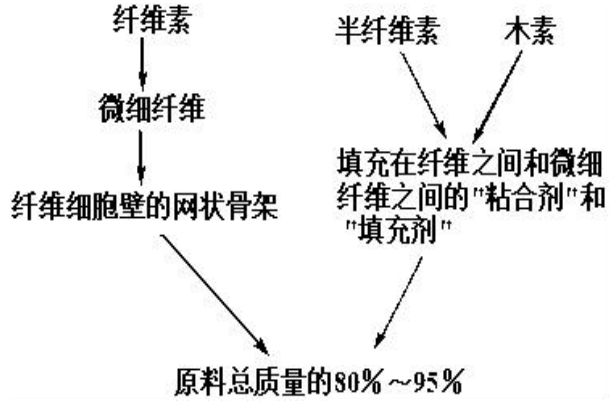 纤维素
半纤维素
木素
微细纤维
填充在纤维之间和微细
纤维之间的"粘合剂"和
"填充剂"
纤维细胞壁的网状骨架
原料总质量的80%～95%